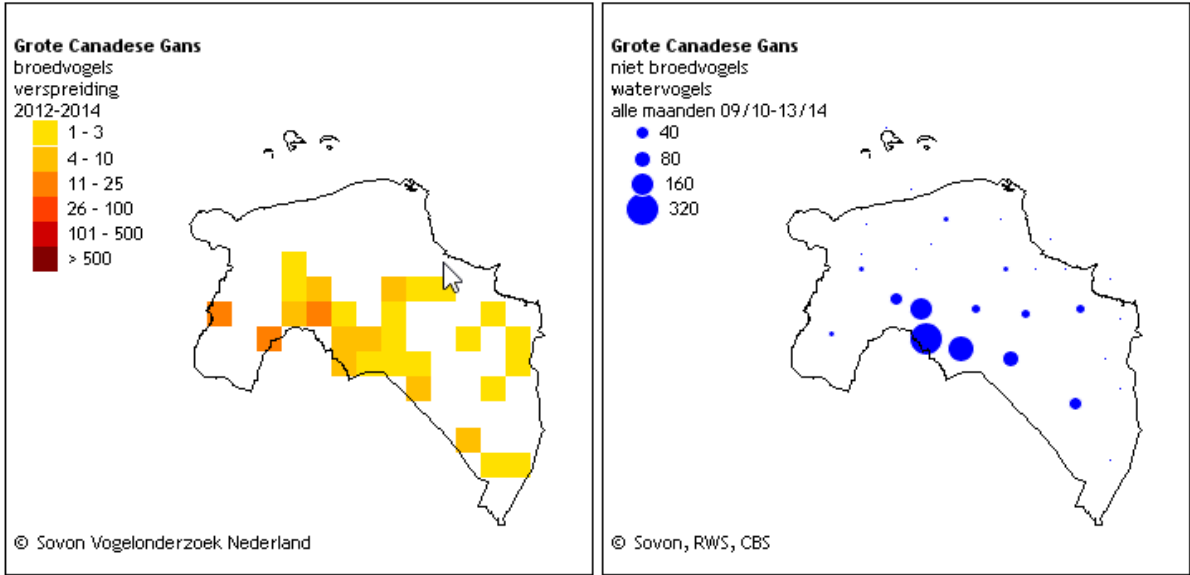 Grote Canadese Gans
broedvogels
verspreiding
2012-2014
1 - 3
4 - 10
11 - 25
26 - 100
101 - 500
> 500
© Sovon Vogelonderzoek Nederland
Grote Canadese Gans
niet broedvogels
watervogels
alle maanden 09/10-13/14
40
80
160
320
© Sovon, RWS, CBS